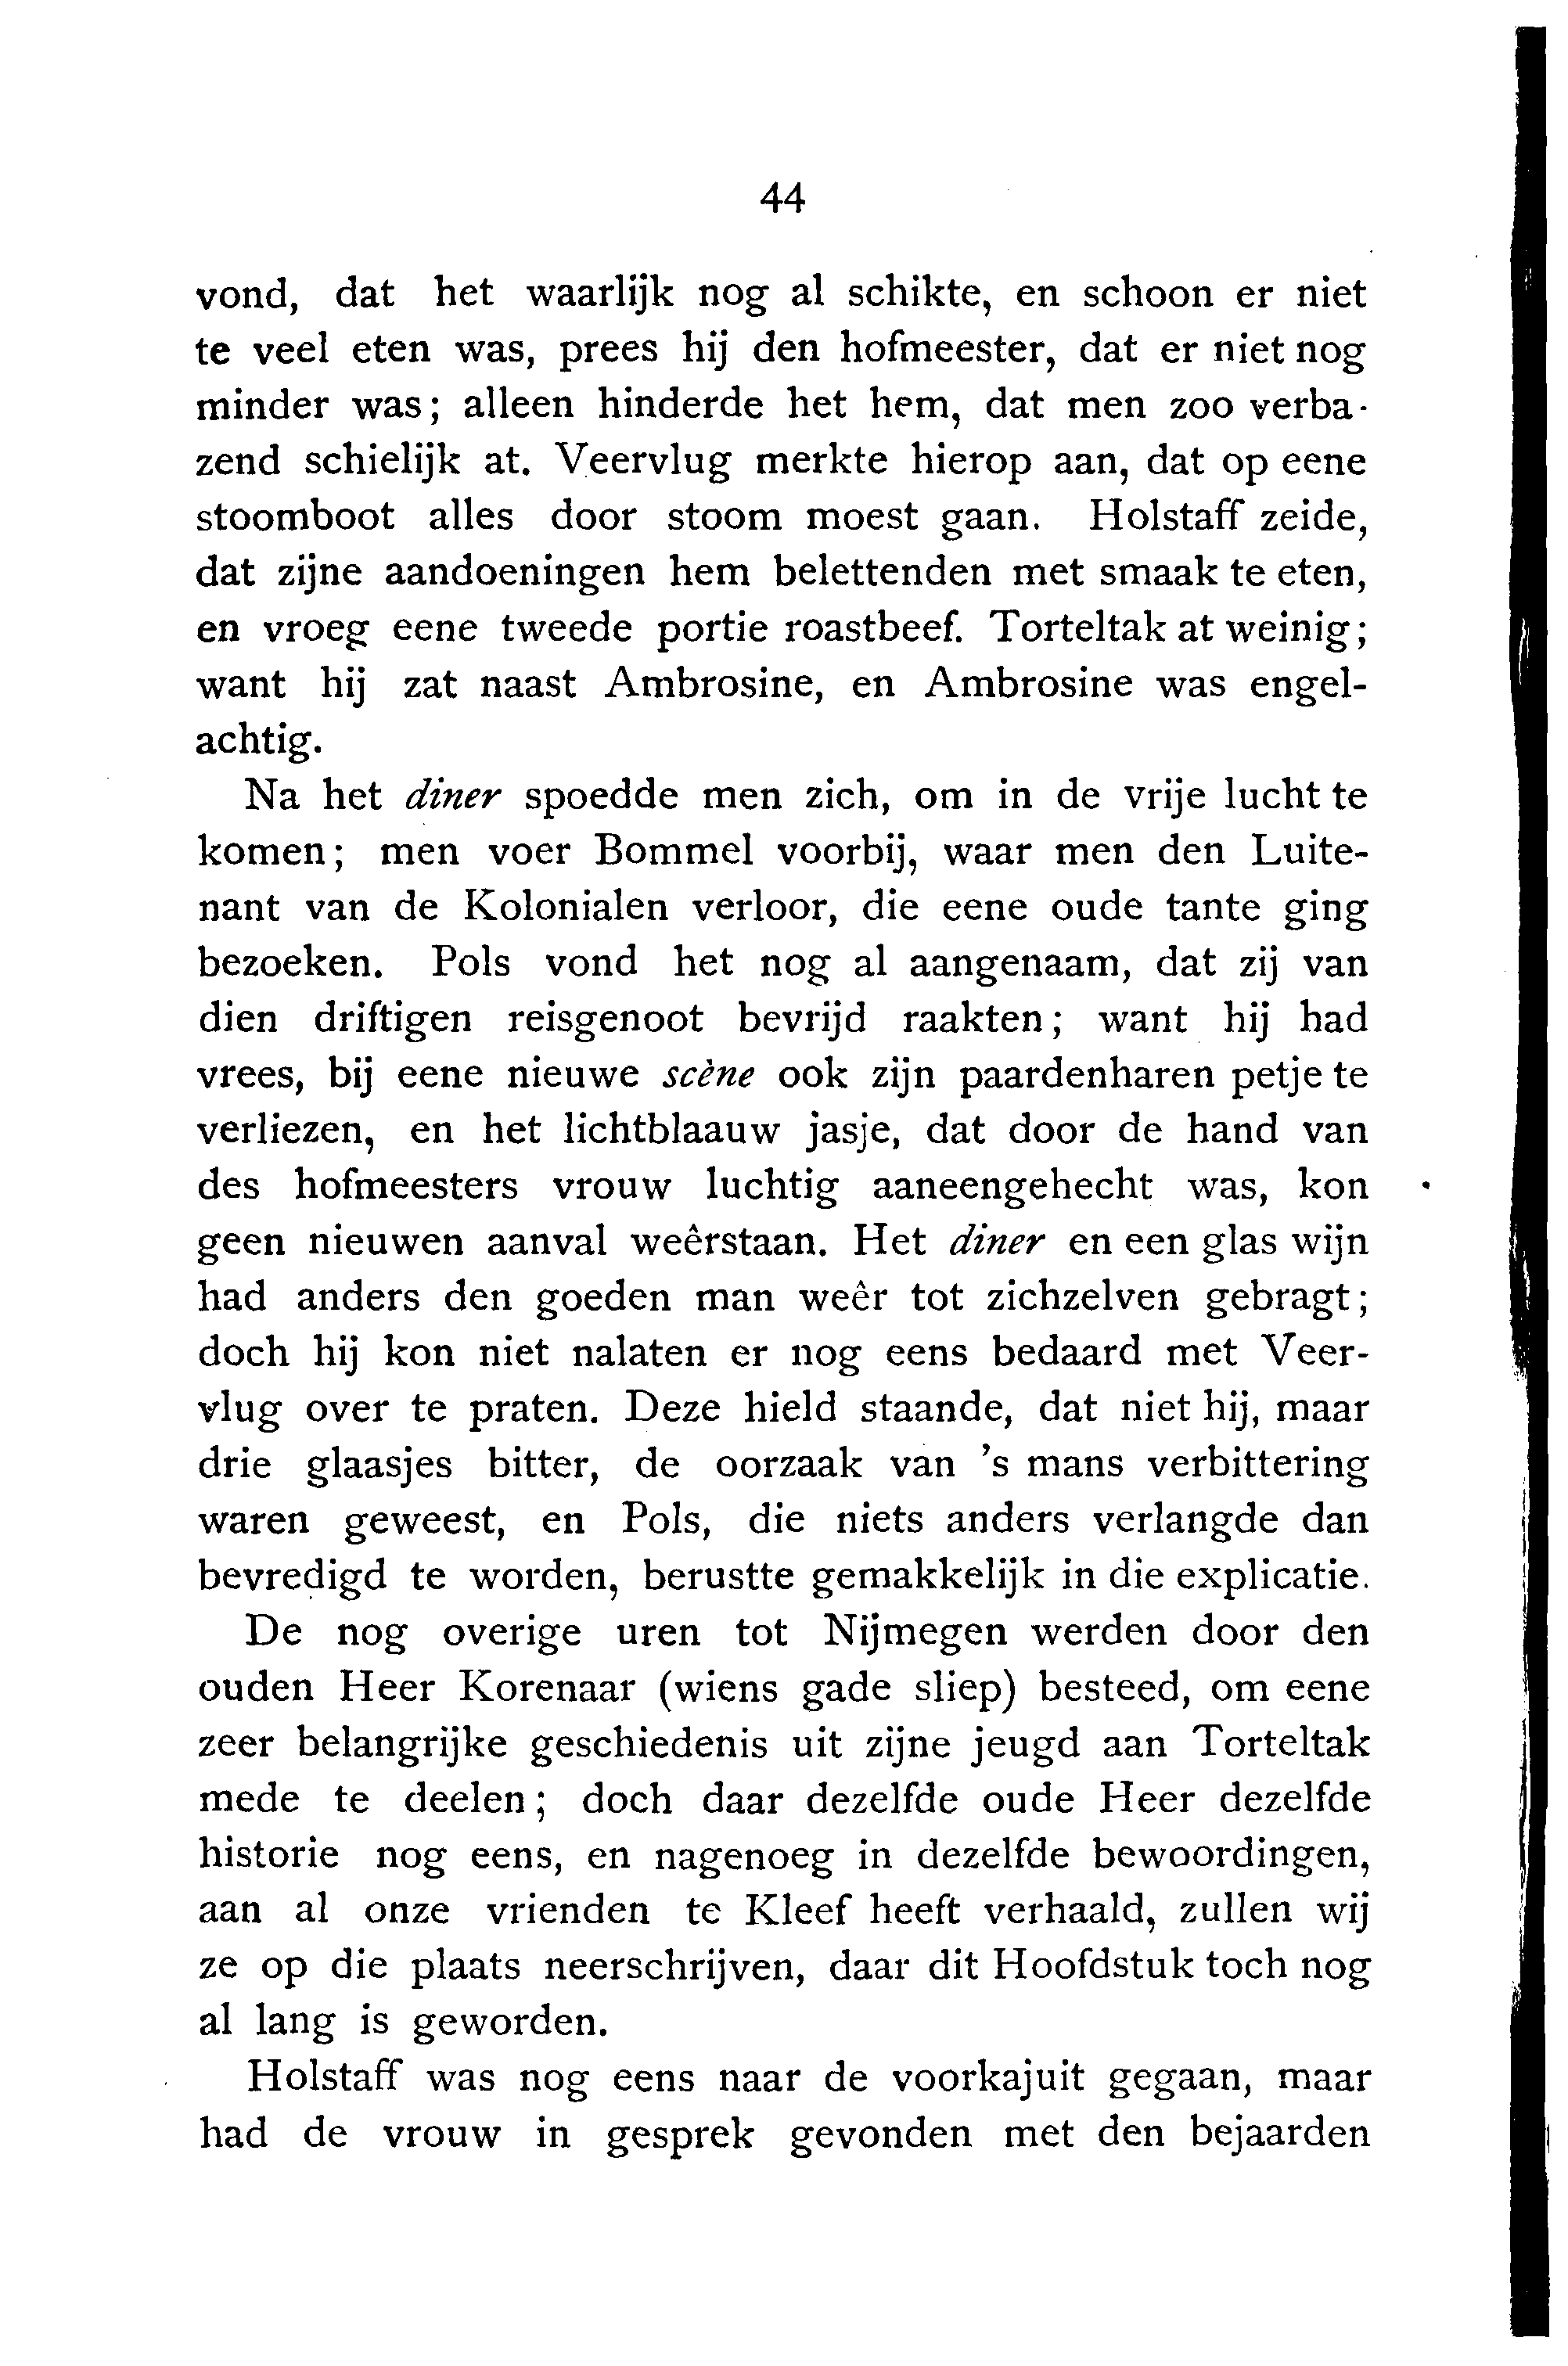 44
vond, dat het waarlijk nog al schikte, en schoon er niet
te veel eten was, prees hij den hofmeester, dat er niet nog
minder was; alleen hinderde het hem, dat men zoo verba-
zend schielijk at. Veervlug merkte hierop aan, dat op eene
stoomboot alles door stoom moest gaan. Holstaff zeide,
dat zijne aandoeningen hem belettenden met smaak te eten,
en vroeg eene tweede portie roastbeef. Torteltak at weinig;
want hij zat naast Ambrosine, en Ambrosine was engel-
achtig.
Na het diner spoedde men zich, om in de vrije lucht te
komen; men voer Bommel voorbij, waar men den Luite-
nant van de Kolonialen verloor, die eene oude tante ging
bezoeken. Pols vond het nog al aangenaam, dat zij van
dien driftigen reisgenoot bevrijd raakten; want hij had
vrees, bij eene nieuwe scène ook zijn paardenharen petje te
verliezen, en het lichtblaauw jasje, dat door de hand van
des hofmeesters vrouw luchtig aaneengehecht was, kon
geen nieuwen aanval weêrstaan. Het diner en een glas wijn
had anders den goeden man weêr tot zichzelven gebragt;
doch hij kon niet nalaten er nog eens bedaard met Veer-
vlug over te praten. Deze hield staande, dat niet hij, maar
drie glaasjes bitter, de oorzaak van 's mans verbittering
waren geweest, en Pols, die niets anders verlangde dan
bevredigd te worden, berustte gemakkelijk in die explicatie.
De nog overige uren tot Nijmegen werden door den
ouden Heer Korenaar (wiens gade sliep) besteed, om eene
zeer belangrijke geschiedenis uit zijne jeugd aan Torteltak
mede te deelen; doch daar dezelfde oude Heer dezelfde
historie nog eens, en nagenoeg in dezelfde bewoordingen,
aan al onze vrienden te Kleef heeft verhaald, zullen wij
ze op die plaats neerschrijven, daar dit Hoofdstuk toch nog
al lang is geworden.
Holstaff was nog eens naar de voorkajuit gegaan, maar
had de vrouw in gesprek gevonden met den bejaarden